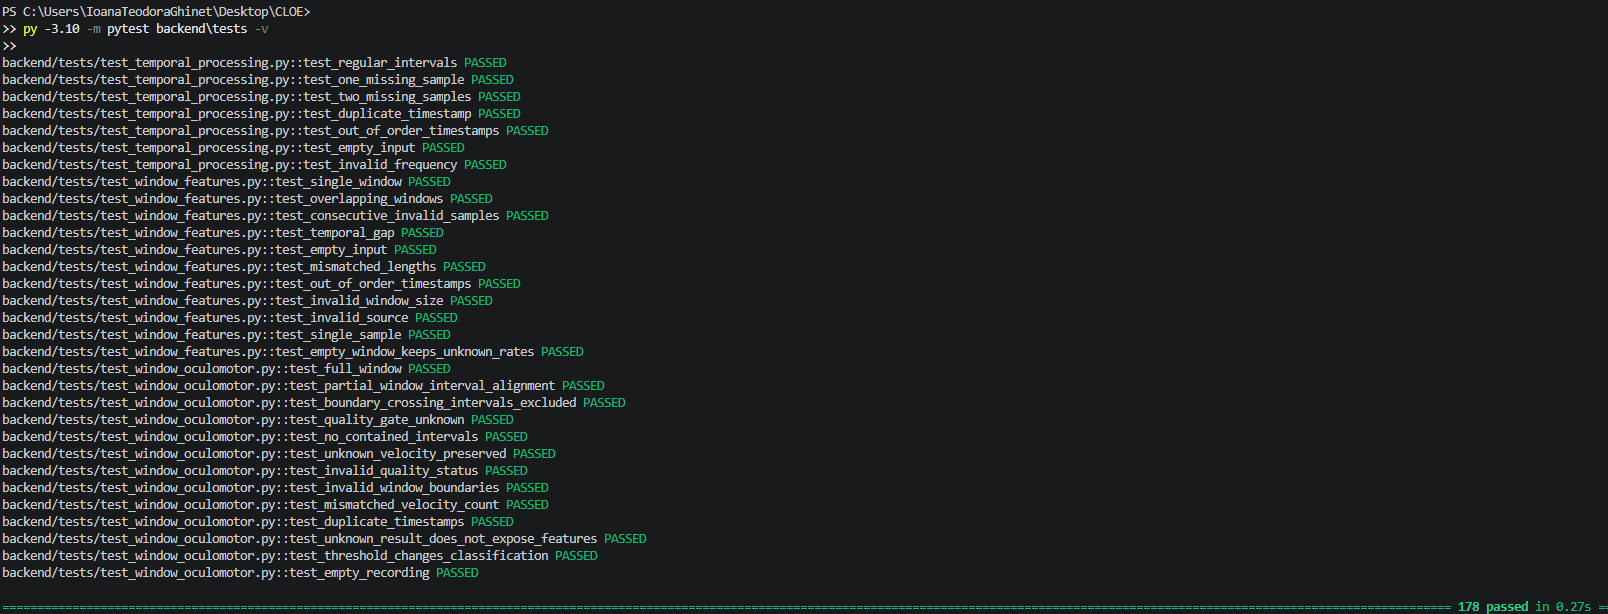 PS C:\Users\IoanaTeodoraGhinet\Desktop\CLOE>
>> py -3.10 -m pytest backend\tests -v
>>
backend/tests/test_temporal_processing.py::test_regular_intervals PASSED
backend/tests/test_temporal_processing.py::test_one_missing_sample PASSED
backend/tests/test_temporal_processing.py::test_two_missing_samples PASSED
backend/tests/test_temporal_processing.py::test_duplicate_timestamp PASSED
backend/tests/test_temporal_processing.py::test_out_of_order_timestamps PASSED
backend/tests/test_temporal_processing.py::test_empty_input PASSED
backend/tests/test_temporal_processing.py::test_invalid_frequency PASSED
backend/tests/test_window_features.py::test_single_window PASSED
backend/tests/test_window_features.py::test_overlapping_windows PASSED
backend/tests/test_window_features.py::test_consecutive_invalid_samples PASSED
backend/tests/test_window_features.py::test_temporal_gap PASSED
backend/tests/test_window_features.py::test_empty_input PASSED
backend/tests/test_window_features.py::test_mismatched_lengths PASSED
backend/tests/test_window_features.py::test_out_of_order_timestamps PASSED
backend/tests/test_window_features.py::test_invalid_window_size PASSED
backend/tests/test_window_features.py::test_invalid_source PASSED
backend/tests/test_window_features.py::test_single_sample PASSED
backend/tests/test_window_features.py::test_empty_window_keeps_unknown_rates PASSED
backend/tests/test_window_oculomotor.py::test_full_window PASSED
backend/tests/test_window_oculomotor.py::test_partial_window_interval_alignment PASSED
backend/tests/test_window_oculomotor.py::test_boundary_crossing_intervals_excluded PASSED
backend/tests/test_window_oculomotor.py::test_quality_gate_unknown PASSED
backend/tests/test_window_oculomotor.py::test_no_contained_intervals PASSED
backend/tests/test_window_oculomotor.py::test_unknown_velocity_preserved PASSED
backend/tests/test_window_oculomotor.py::test_invalid_quality_status PASSED
backend/tests/test_window_oculomotor.py::test_invalid_window_boundaries PASSED
backend/tests/test_window_oculomotor.py::test_mismatched_velocity_count PASSED
backend/tests/test_window_oculomotor.py::test_duplicate_timestamps PASSED
backend/tests/test_window_oculomotor.py::test_unknown_result_does_not_expose_features PASSED
backend/tests/test_window_oculomotor.py::test_threshold_changes_classification PASSED
backend/tests/test_window_oculomotor.py::test_empty_recording PASSED
178 passed in 0.27s